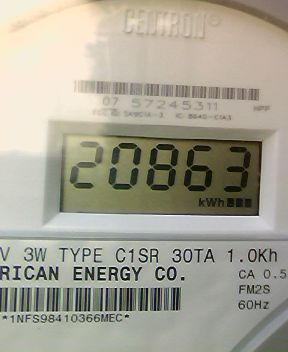 CENTRON®
07 57245311
20863
kWh
V 3W TYPE C1SR 30TA 1.0Kh
RICAN ENERGY CO.
CA 0.5
FM2S
60Hz
*1NFS98410366MEC*